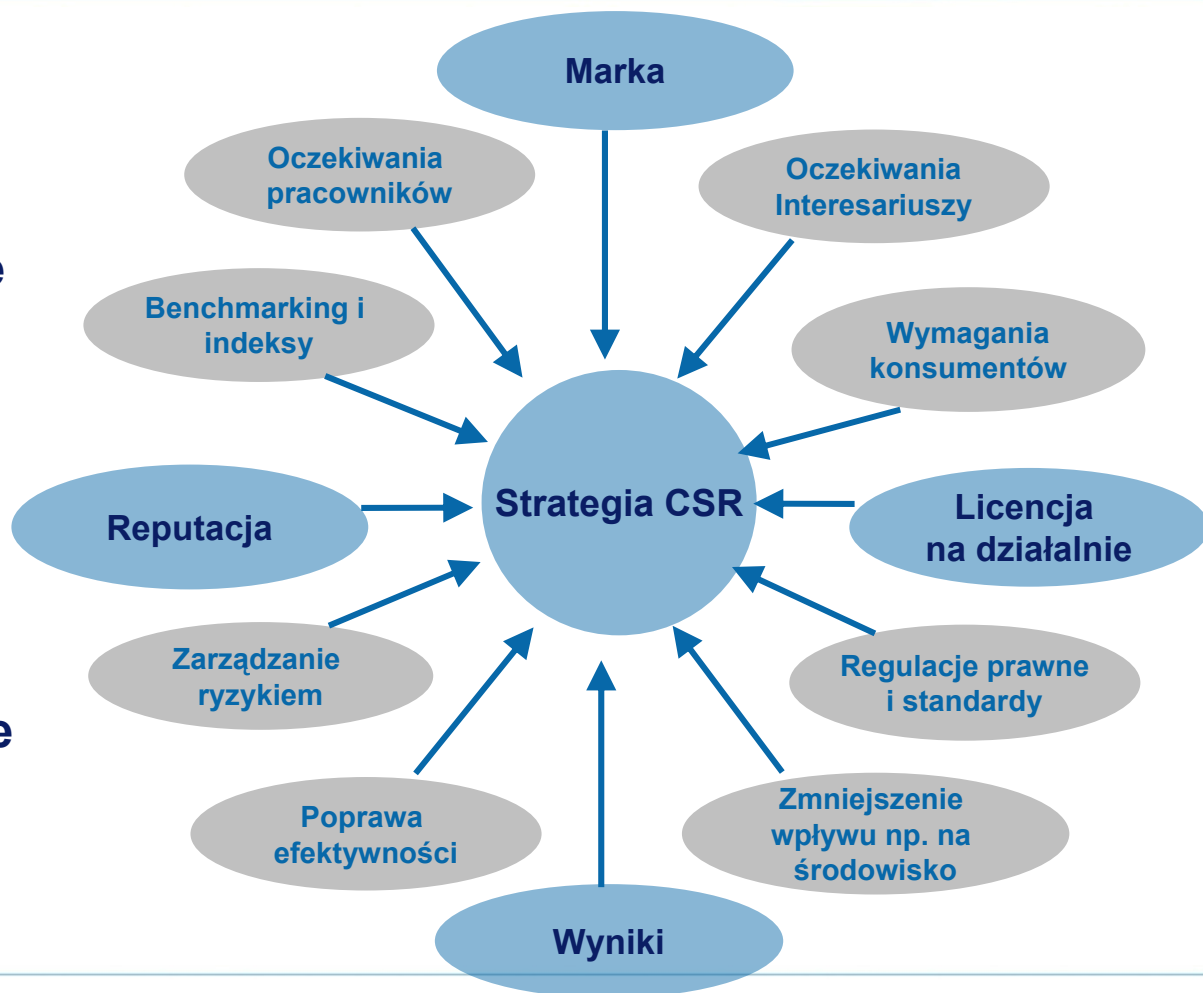 Marka
Oczekiwania
pracowników
Oczekiwania
Interesariuszy
e
Benchmarking i
indeksy
Wymagania
konsumentów
Strategia CSR
Reputacja
Licencja
na działalnie
Zarządzanie
ryzykiem
Regulacje prawne
i standardy
e
Poprawa
efektywności
Zmniejszenie
wpływu np. na
środowisko
Wyniki